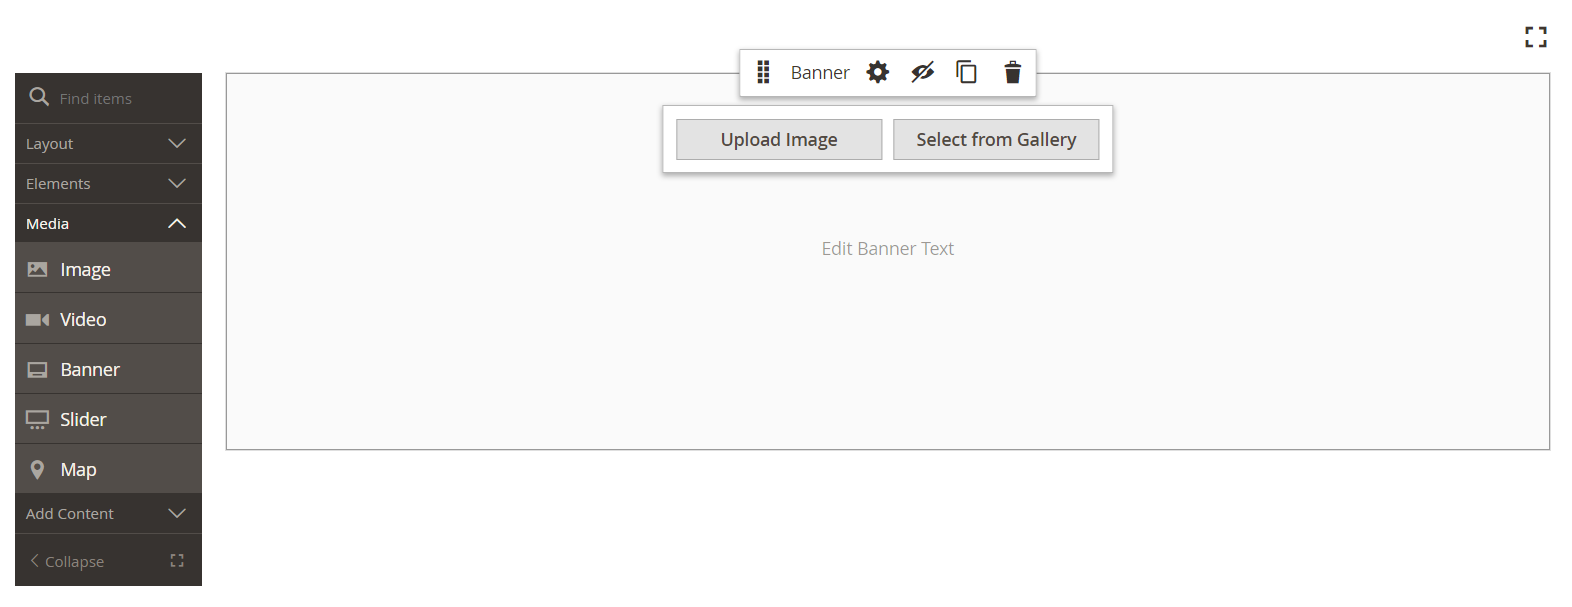 Find items
Layout
Elements
Media
Image
Video
Banner
Slider
Map
Add Content
Collapse
Banner
Upload Image
Select from Gallery
Edit Banner Text